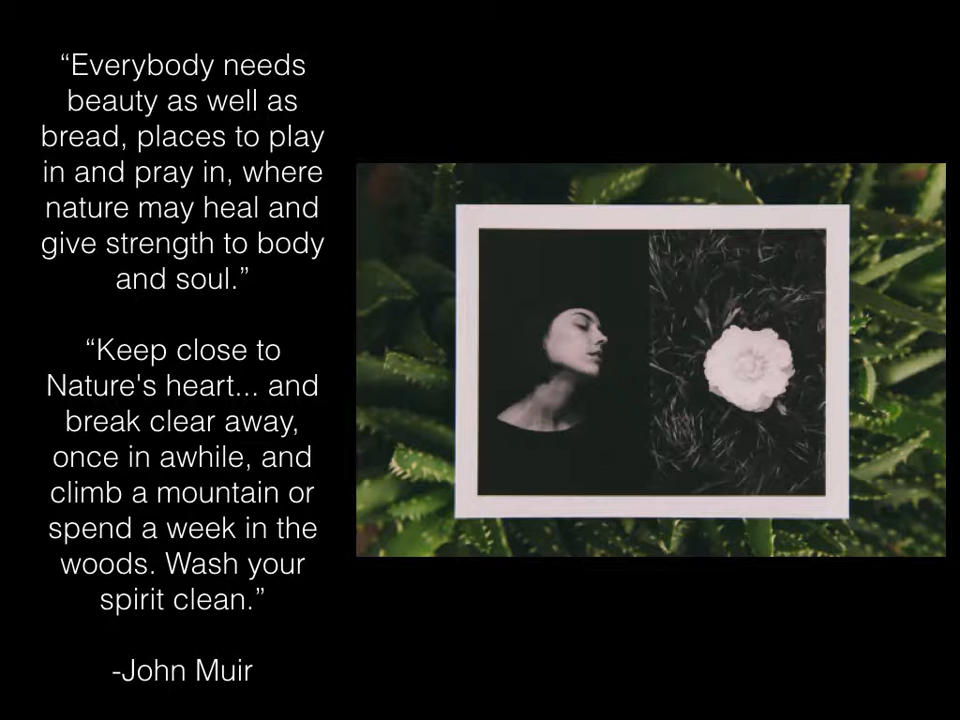 “Everybody needs
beauty as well as
bread, places to play
in and pray in, where
nature may heal and
give strength to body
and soul.”
“Keep close to
Nature's heart... and
break clear away,
once in awhile, and
climb a mountain or
spend a week in the
woods. Wash your
spirit clean.”
-John Muir